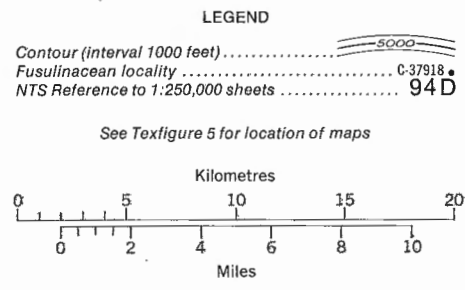 LEGEND
Contour (interval 1000 feet)................ 5000
Fusulinacean locality .............................. C-37918
NTS Reference to 1:250,000 sheets ................ 94D
See Texfigure 5 for location of maps
Kilometres
0 5 10 15 20
0 2 4 6 8 10
Miles